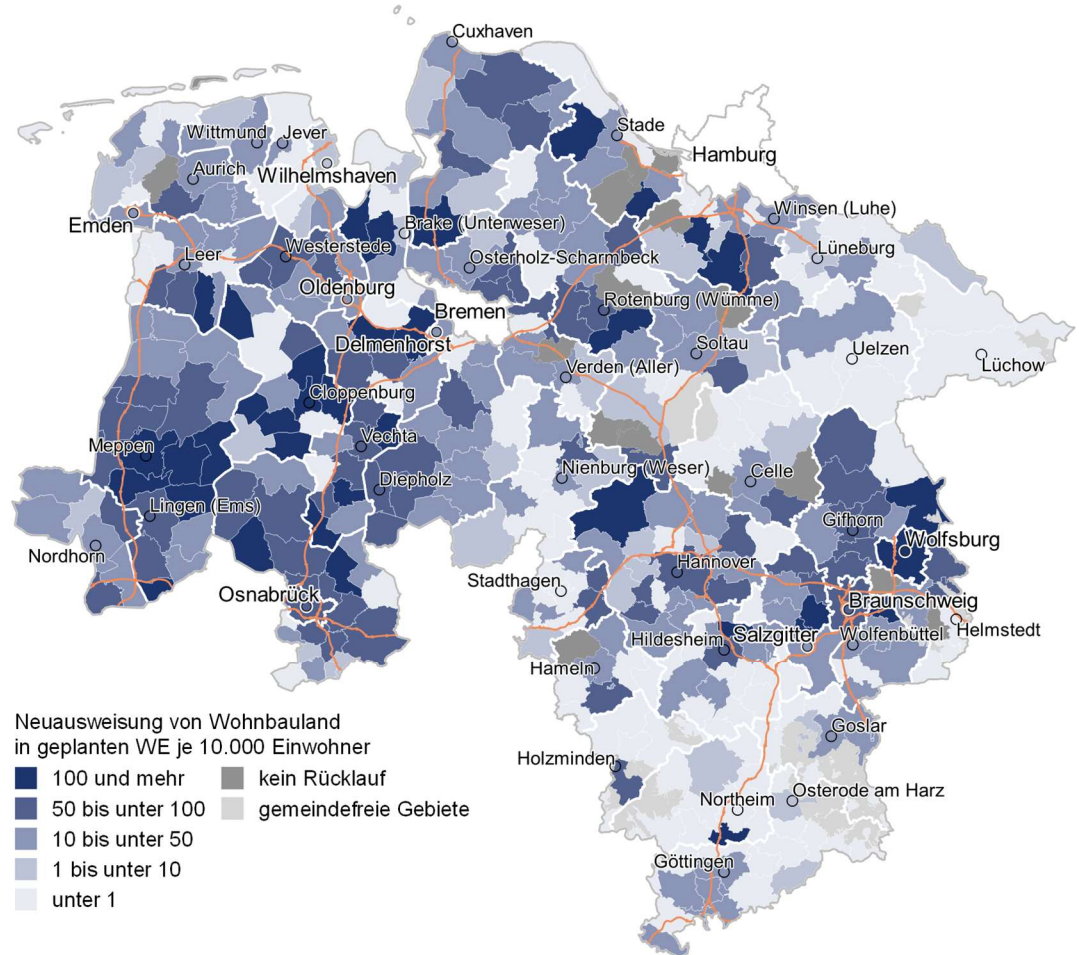 Cuxhaven
Stade
Hamburg
Wittmund
Jever
Aurich
Wilhelmshaven
Emden
Brake (Unterweser)
Winsen (Luhe)
Leer
Westerstede
Osterholz-Scharmbeck
Lüneburg
Oldenburg
Bremen
Rotenburg (Wümme)
Delmenhorst
Soltau
Uelzen
Verden (Aller)
Lüchow
Cloppenburg
Meppen
Vechta
Nienburg (Weser)
Celle
Diepholz
Lingen (Ems)
Gifhorn
Nordhorn
Wolfsburg
Hannover
Stadthagen
Osnabrück
Braunschweig
Helmstedt
Hildesheim
Salzgitter
Wolfenbüttel
Hameln
Neuausweisung von Wohnbauland
in geplanten WE je 10.000 Einwohner
100 und mehr
50 bis unter 100
10 bis unter 50
1 bis unter 10
unter 1
kein Rücklauf
gemeindefreie Gebiete
Goslar
Holzminden
Northeim
Osterode am Harz
Göttingen